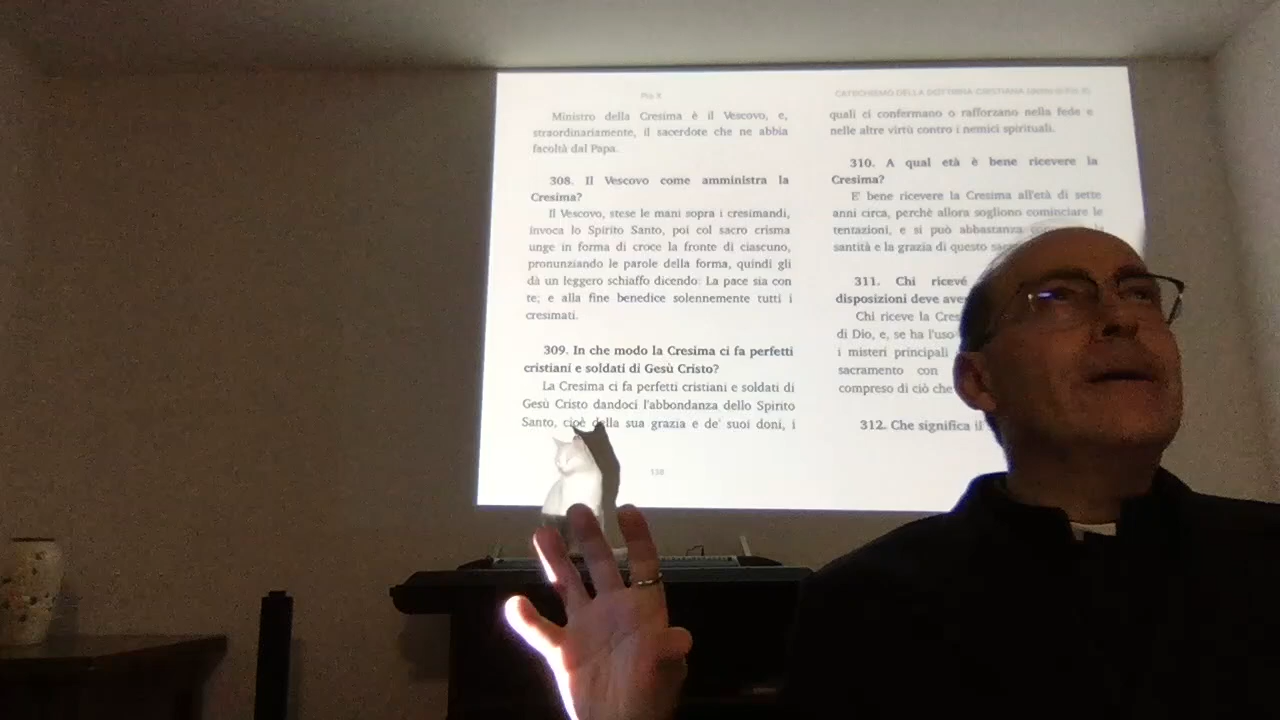 Pio X
Ministro della Cresima è il Vescovo, e,
straordinariamente, il sacerdote che ne abbia
facoltà dal Papa.
308. Il Vescovo come amministra la
Cresima?
Il Vescovo, stese le mani sopra i cresimandi,
invoca lo Spirito Santo, poi col sacro crisma
unge in forma di croce la fronte di ciascuno,
pronunziando le parole della forma, quindi gli
dà un leggero schiaffo dicendo: La pace sia con
te; e alla fine benedice solennemente tutti i
cresimati.
309. In che modo la Cresima ci fa perfetti
cristiani e soldati di Gesù Cristo?
La Cresima ci fa perfetti cristiani e soldati di
Gesù Cristo dandoci l'abbondanza dello Spirito
Santo, cioè della sua grazia e de' suoi doni, i
138
CATECHISMO DELLA DOTTRINA CRISTIANA
quali ci confermano o rafforzano nella fede e
nelle altre virtù contro i nemici spirituali.
310. A qual età è bene ricevere la
Cresima?
E' bene ricevere la Cresima all'età di sette
anni circa, perchè allora sogliono cominciare le
tentazioni, e si può abbastanza
santità e la grazia di questo
311. Chi ricevé
disposizioni deve
Chi riceve la
di Dio, e, se ha l'uso
i misteri principali
sacramento con
compreso di ciò che
312. Che significa il